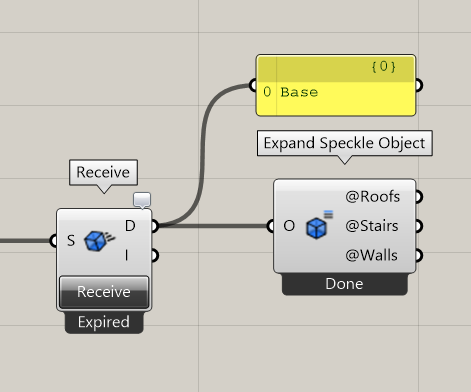 {0}
0 Base
Expand Speckle Object
Receive
S
D
I
Receive
Expired
O
@Roofs
@Stairs
@Walls
Done